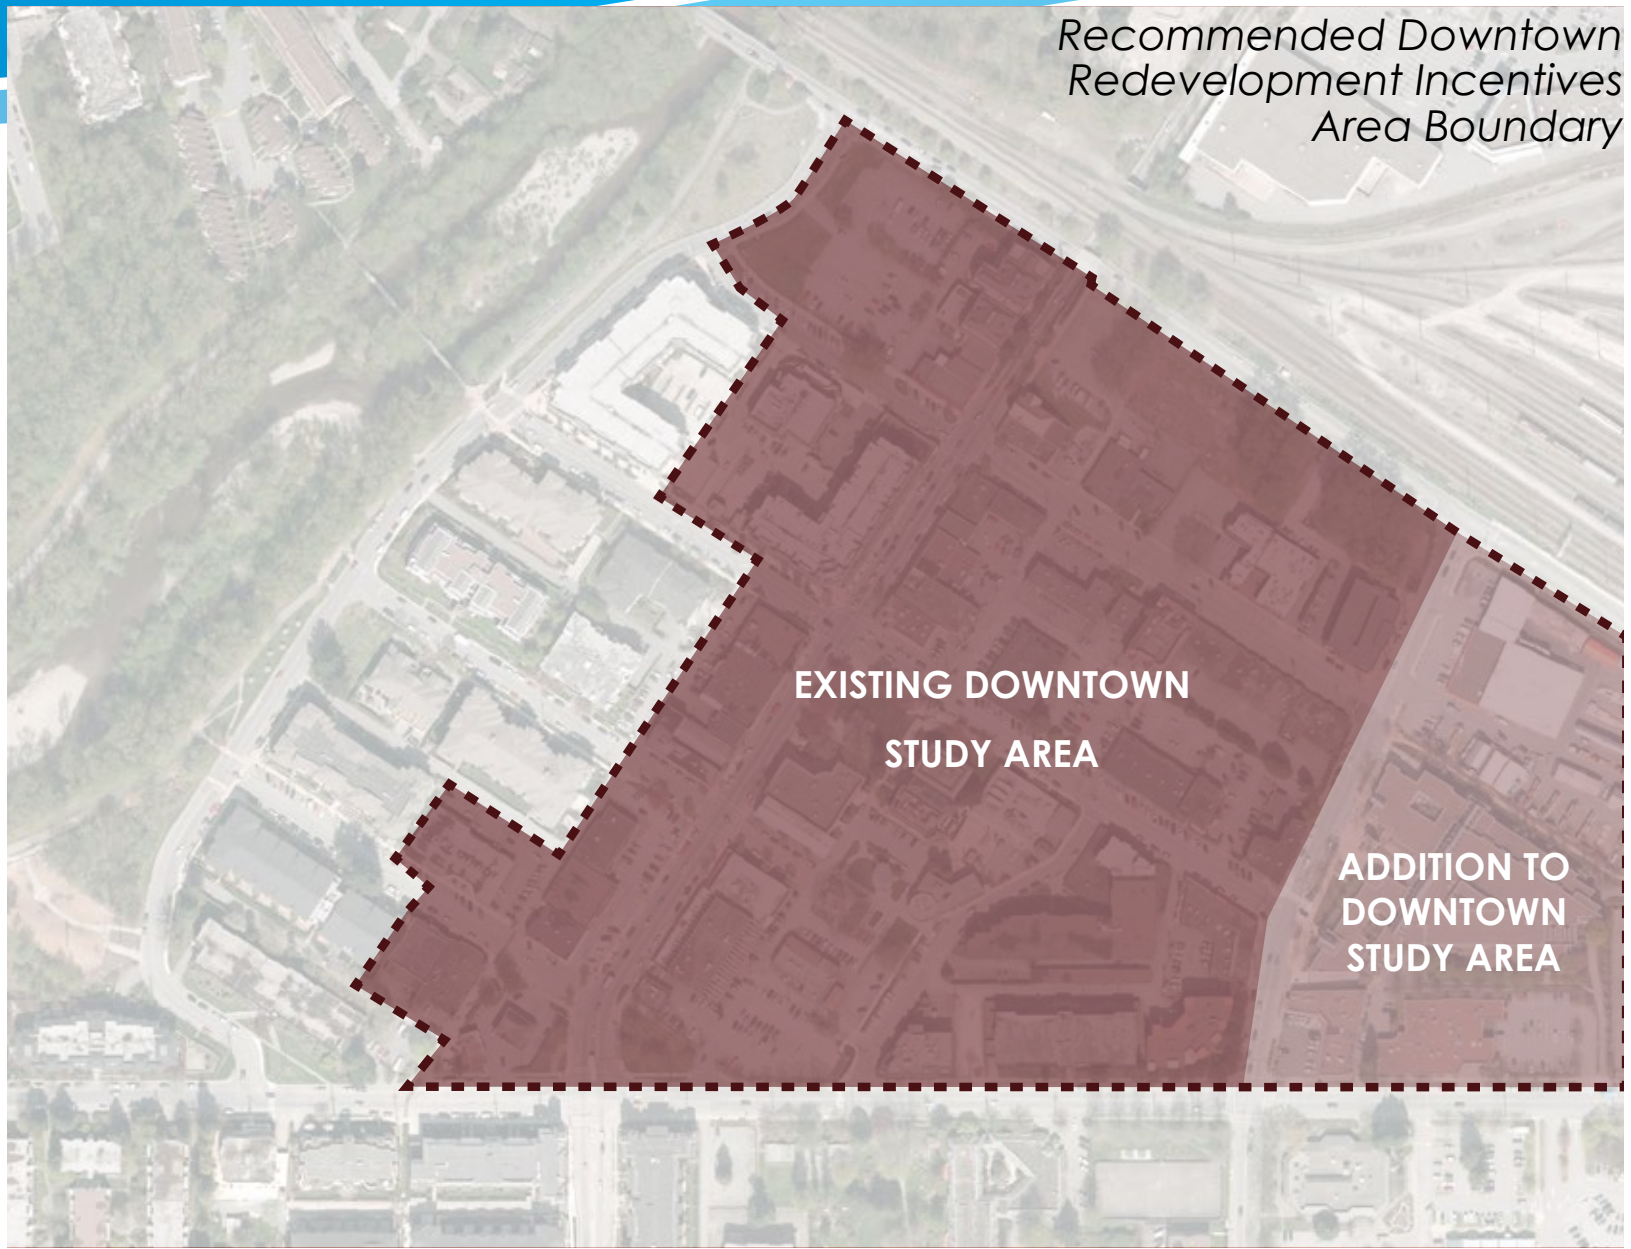 Recommended Downtown
Redevelopment Incentives
Area Boundary
EXISTING DOWNTOWN
STUDY AREA
ADDITION TO
DOWNTOWN
STUDY AREA